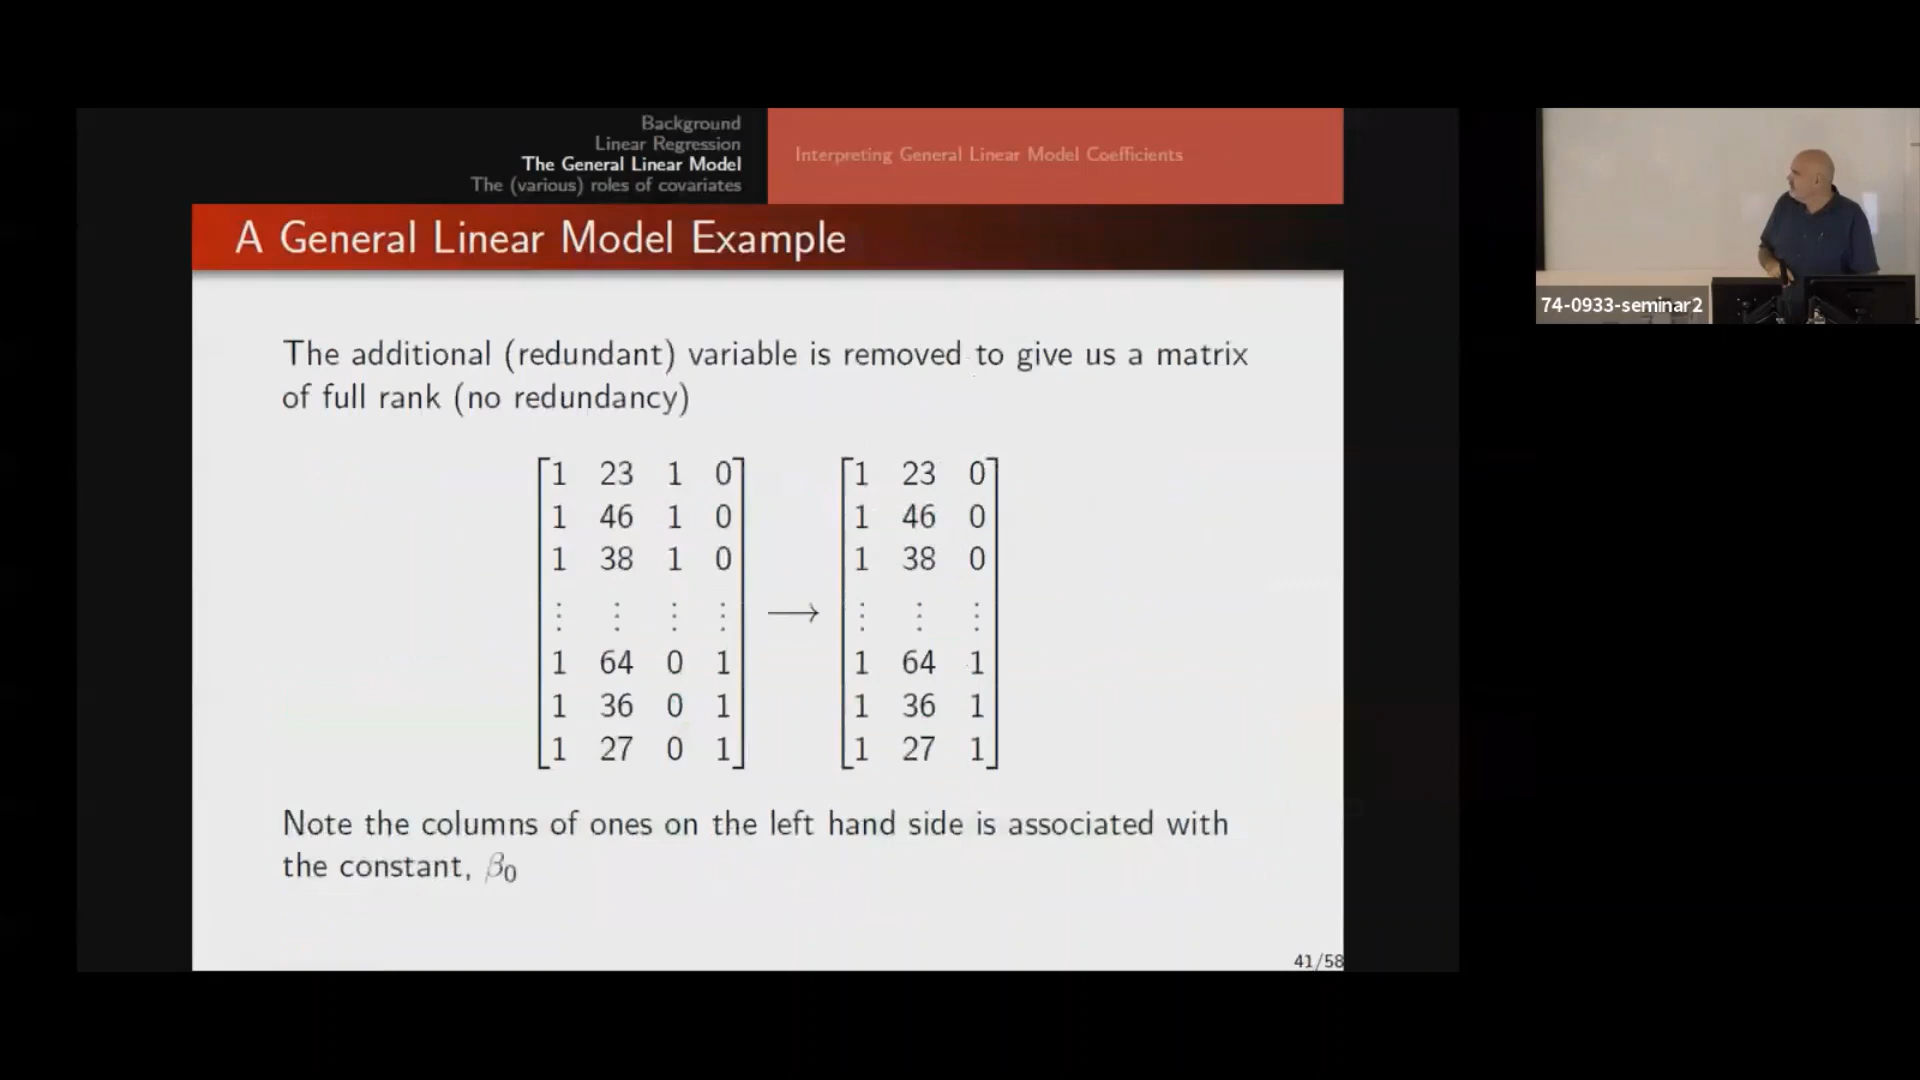 Background
Linear Regression
The General Linear Model
The (various) roles of covariates
Interpreting General Linear Model Coefficients
A General Linear Model Example
The additional (redundant) variable is removed to give us a matrix
of full rank (no redundancy)
1 23 1 0
1 46 1 0
1 38 1 0
⋮ ⋮ ⋮ ⋮
1 64 0 1
1 36 0 1
1 27 0 1
→
1 23 0
1 46 0
1 38 0
⋮ ⋮ ⋮
1 64 1
1 36 1
1 27 1
Note the columns of ones on the left hand side is associated with
the constant, β₀
41/58
74-0933-seminar2